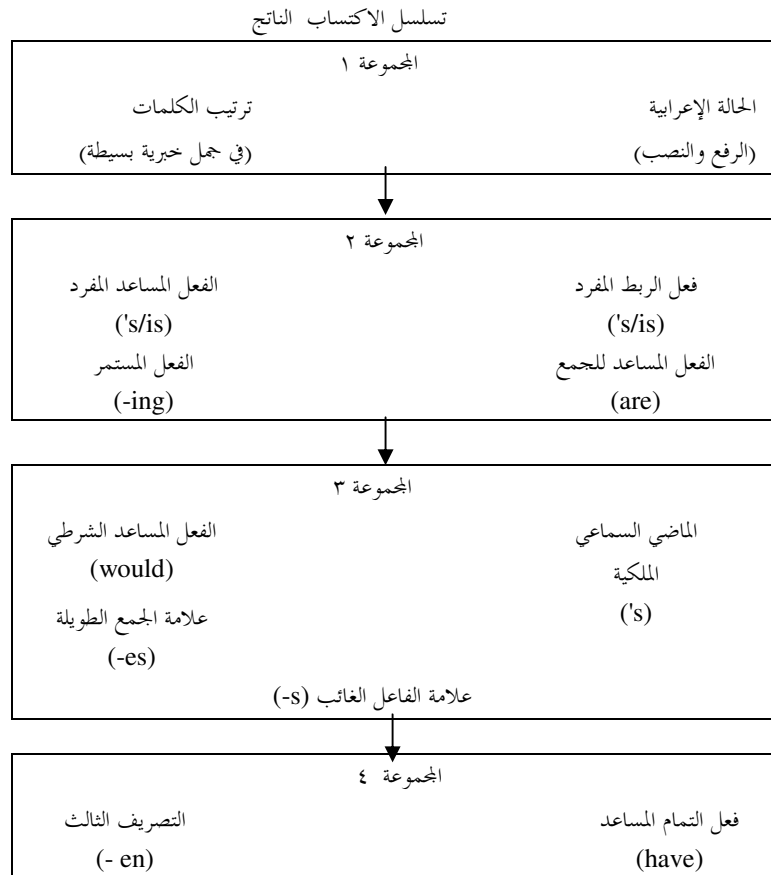 تسلسل الاكتساب الناتج
المجموعة ١
الحالة الإعرابية ترتيب الكلمات
(الرفع والنصب) (في جمل خبرية بسيطة)
المجموعة ٢
فعل الربط المفرد الفعل المساعد المفرد
('s/is) ('s/is)
الفعل المساعد للجمع الفعل المستمر
(are) (-ing)
المجموعة ٣
الماضي السماعي الفعل المساعد الشرطي
الملكية (would)
('s) علامة الجمع الطويلة
(-es)
علامة الفاعل الغائب (-s)
المجموعة ٤
فعل التمام المساعد التصريف الثالث
(have) (- en)